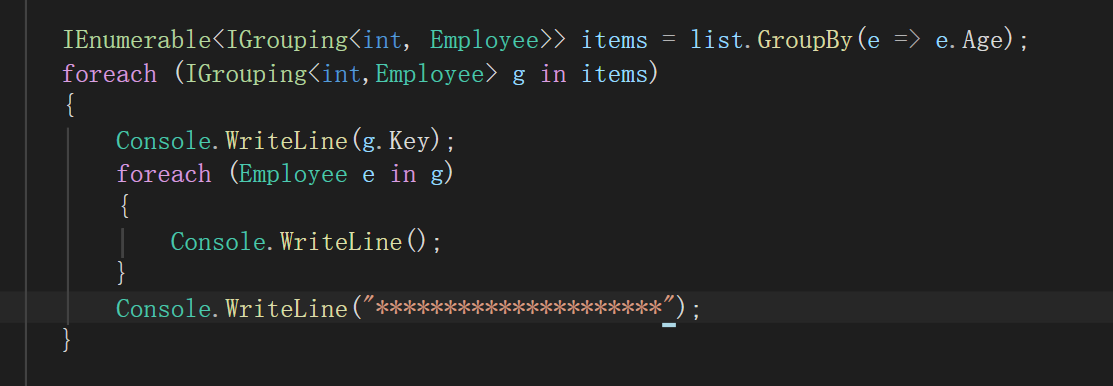 IEnumerable<IGrouping<int, Employee>> items = list.GroupBy(e => e.Age);
foreach (IGrouping<int,Employee> g in items)
{
Console.WriteLine(g.Key);
foreach (Employee e in g)
{
Console.WriteLine();
}
Console.WriteLine("*********************");
}